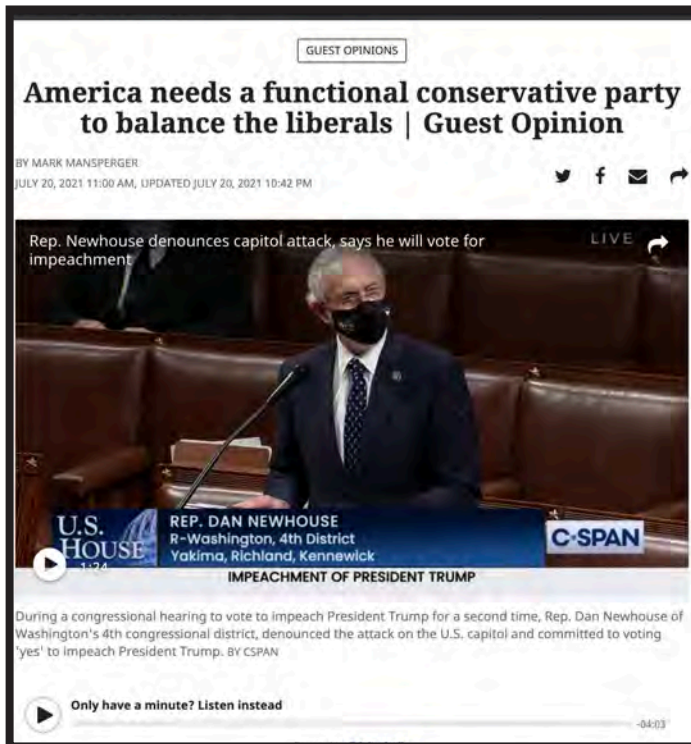 GUEST OPINIONS
America needs a functional conservative party
to balance the liberals | Guest Opinion
BY MARK MANSPERGER
JULY 20, 2021 11:00 AM, UPDATED JULY 20, 2021 10:42 PM
Rep. Newhouse denounces capitol attack, says he will vote for
impeachment
LIVE
U.S.
HOUSE
REP. DAN NEWHOUSE
R-Washington, 4th District
Yakima, Richland, Kennewick
C-SPAN
1:24
IMPEACHMENT OF PRESIDENT TRUMP
During a congressional hearing to vote to impeach President Trump for a second time, Rep. Dan Newhouse of
Washington's 4th congressional district, denounced the attack on the U.S. capitol and committed to voting
'yes' to impeach President Trump. BY CSPAN
Only have a minute? Listen instead
-04:03